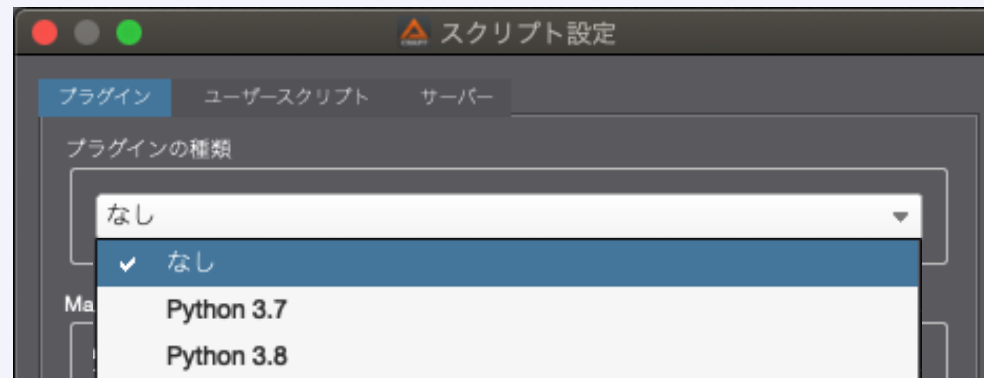 スクリプト設定
プラグイン ユーザースクリプト サーバー
プラグインの種類
なし
なし
Ma
Python 3.7
Python 3.8